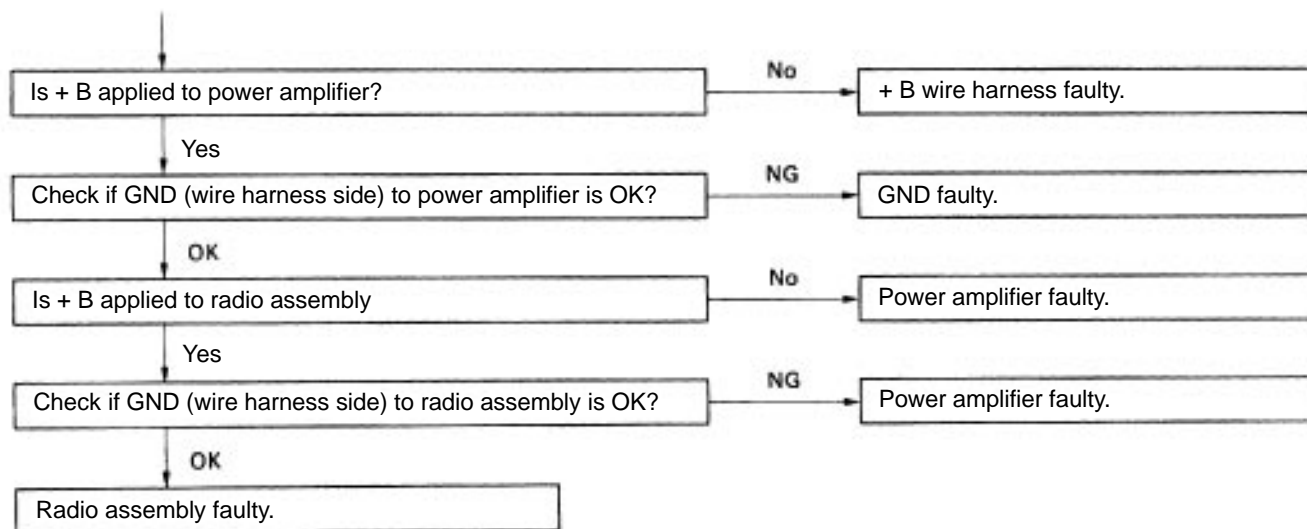 Is + B applied to power amplifier?
No
+ B wire harness faulty.
Yes
Check if GND (wire harness side) to power amplifier is OK?
NG
GND faulty.
OK
Is + B applied to radio assembly
No
Power amplifier faulty.
Yes
Check if GND (wire harness side) to radio assembly is OK?
NG
Power amplifier faulty.
OK
Radio assembly faulty.